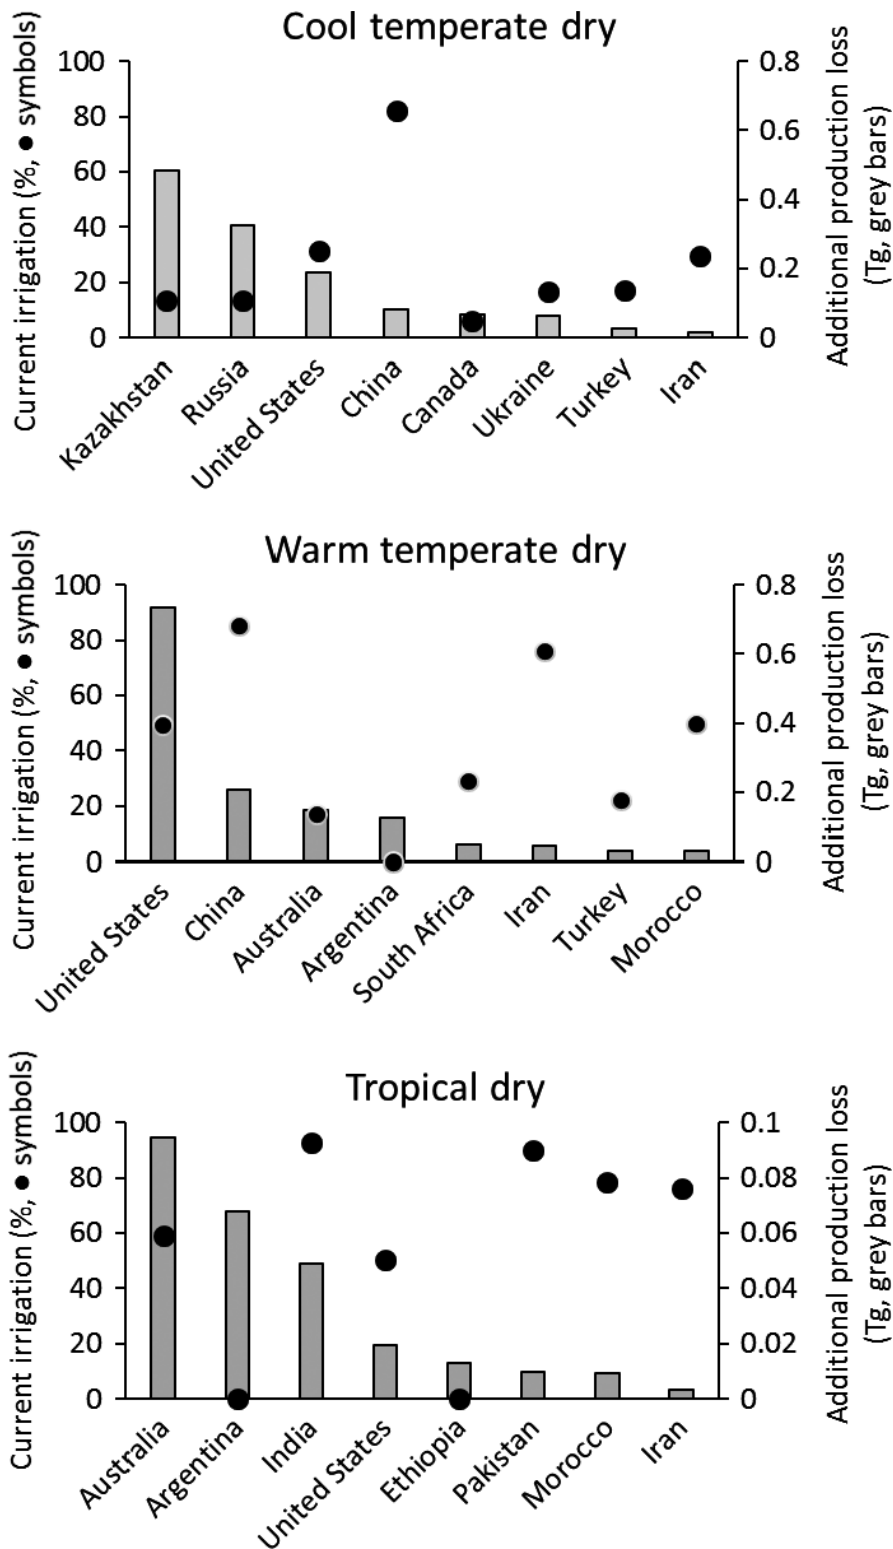 Cool temperate dry
Current irrigation (%, ● symbols)
100
80
60
40
20
0
0.8
0.6
0.4
0.2
0
Additional production loss
(Tg, grey bars)
Kazakhstan
Russia
United States
China
Canada
Ukraine
Turkey
Iran
Warm temperate dry
Current irrigation (%, ● symbols)
100
80
60
40
20
0
0.8
0.6
0.4
0.2
0
Additional production loss
(Tg, grey bars)
United States
China
Australia
Argentina
South Africa
Iran
Turkey
Morocco
Tropical dry
Current irrigation (%, ● symbols)
100
80
60
40
20
0
0.1
0.08
0.06
0.04
0.02
0
Additional production loss
(Tg, grey bars)
Australia
Argentina
India
United States
Ethiopia
Pakistan
Morocco
Iran